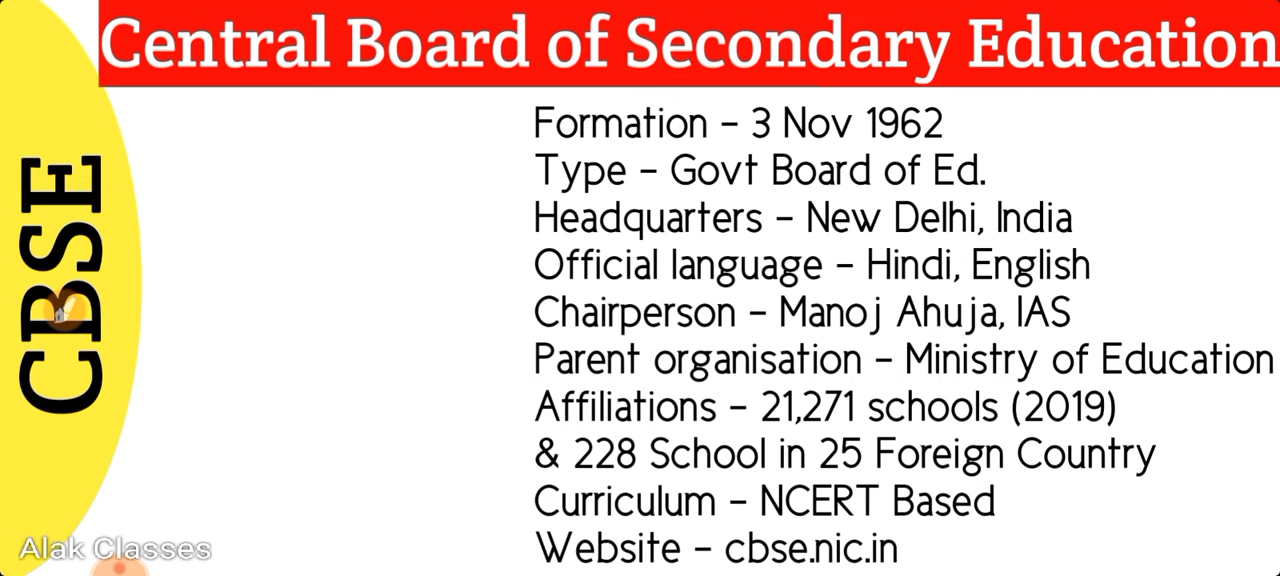 Central Board of Secondary Education
CBSE
Formation - 3 Nov 1962
Type - Govt Board of Ed.
Headquarters - New Delhi, India
Official language - Hindi, English
Chairperson - Manoj Ahuja, IAS
Parent organisation - Ministry of Education
Affiliations - 21,271 schools (2019)
& 228 School in 25 Foreign Country
Curriculum - NCERT Based
Website - cbse.nic.in
Alak Classes